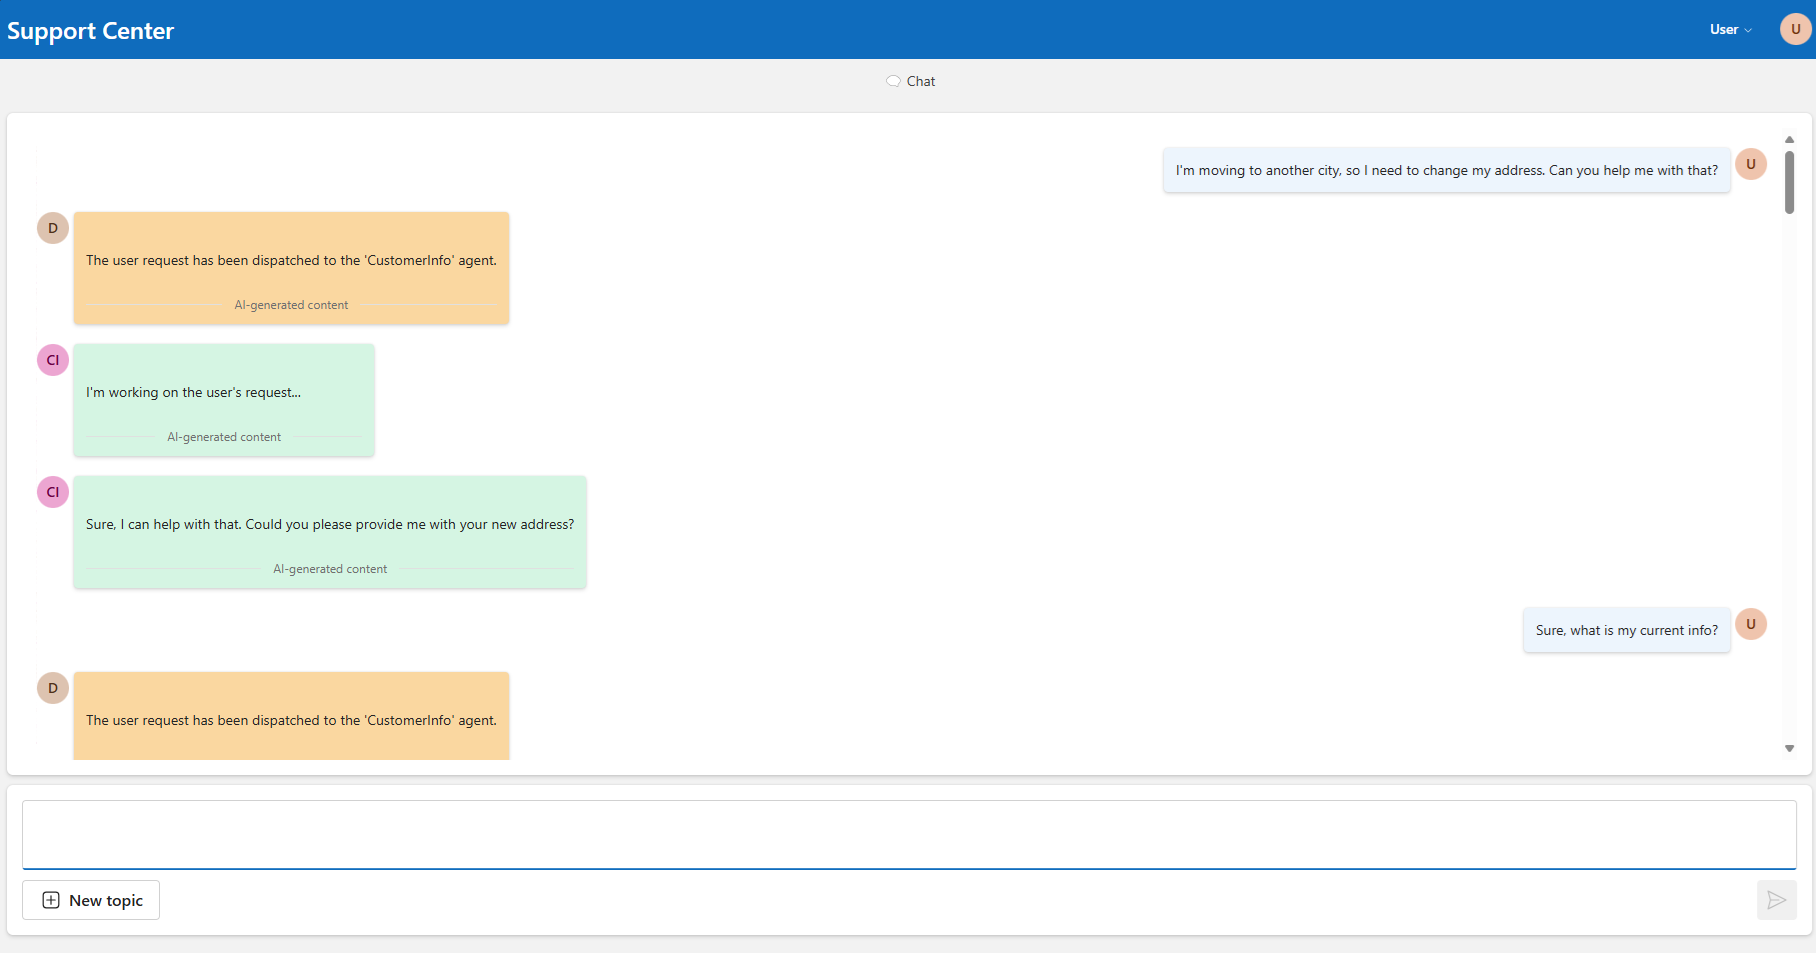 Support Center
User
U
Chat
I'm moving to another city, so I need to change my address. Can you help me with that?
U
D
The user request has been dispatched to the 'CustomerInfo' agent.
AI-generated content
CI
I'm working on the user's request...
AI-generated content
CI
Sure, I can help with that. Could you please provide me with your new address?
AI-generated content
Sure, what is my current info?
U
D
The user request has been dispatched to the 'CustomerInfo' agent.
New topic